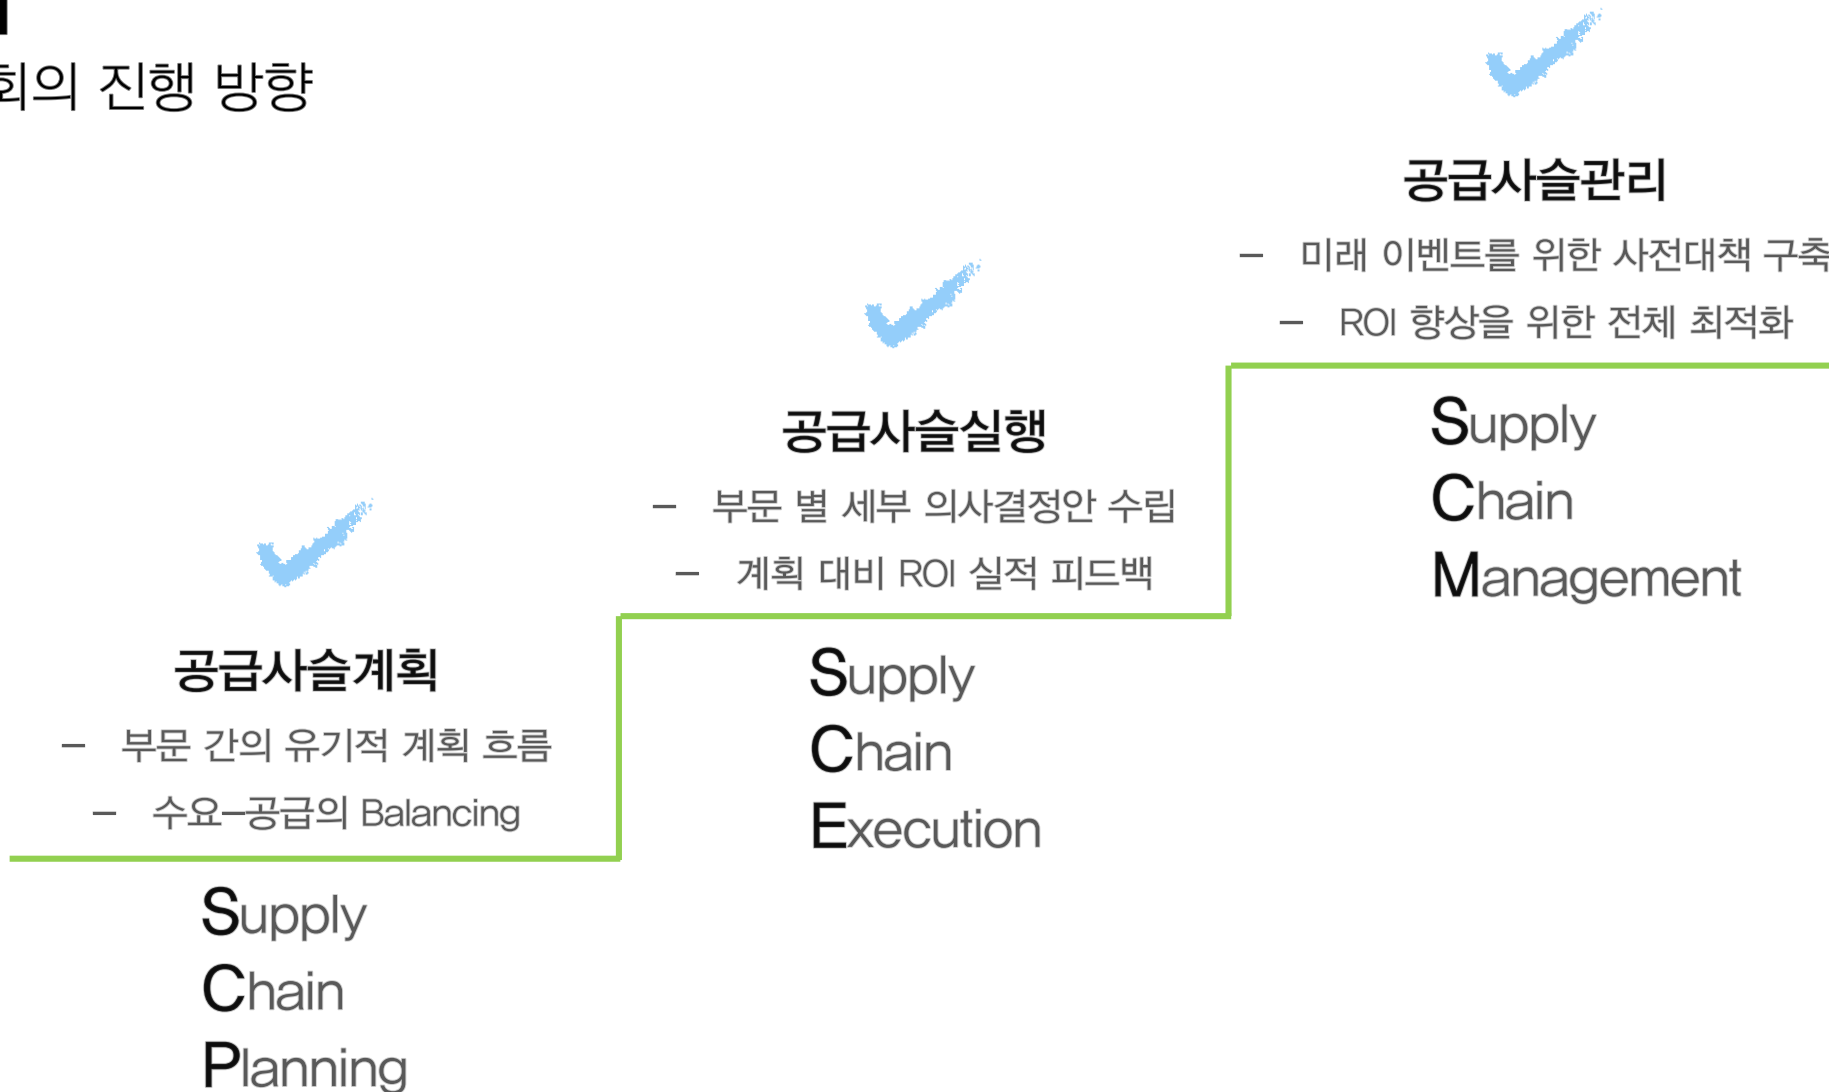 회의 진행 방향
공급사슬계획
– 부문 간의 유기적 계획 흐름
– 수요–공급의 Balancing
Supply
Chain
Planning
공급사슬실행
– 부문 별 세부 의사결정안 수립
– 계획 대비 ROI 실적 피드백
Supply
Chain
Execution
공급사슬관리
– 미래 이벤트를 위한 사전대책 구축
– ROI 향상을 위한 전체 최적화
Supply
Chain
Management